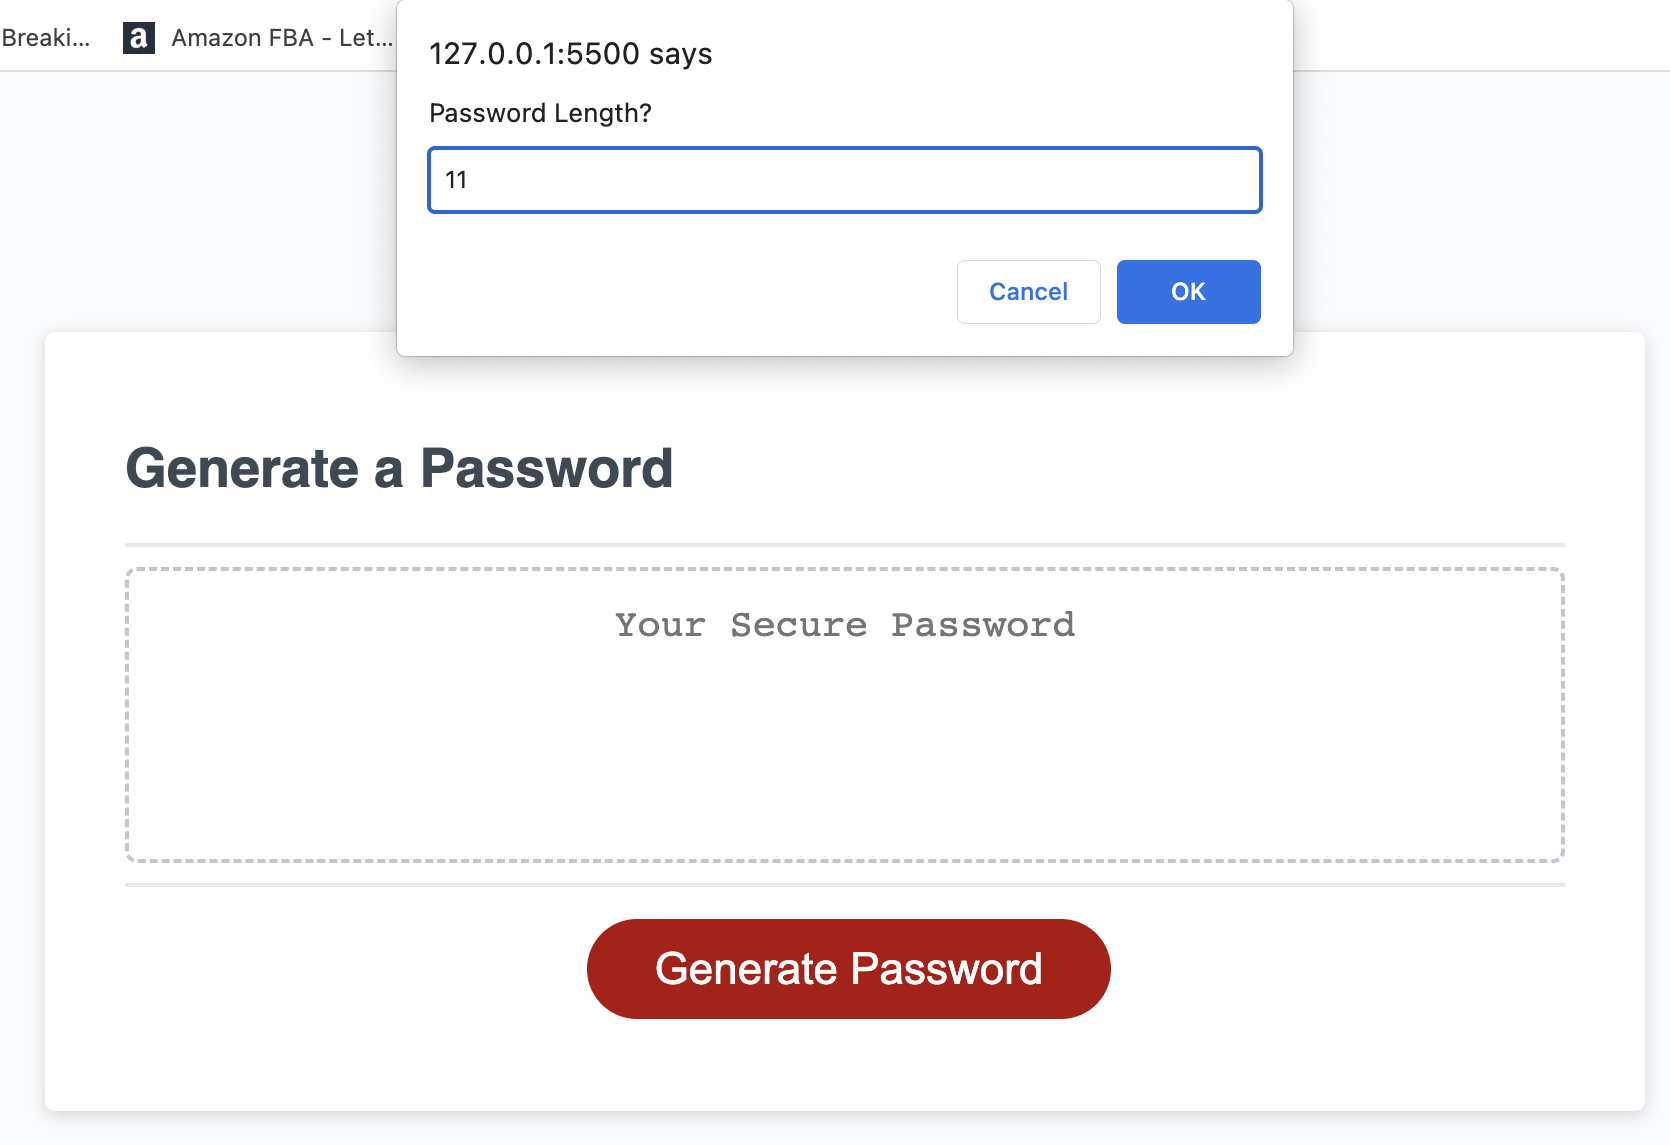 Breaki...
a Amazon FBA - Let...
127.0.0.1:5500 says
Password Length?
11
Cancel
OK
Generate a Password
Your Secure Password
Generate Password